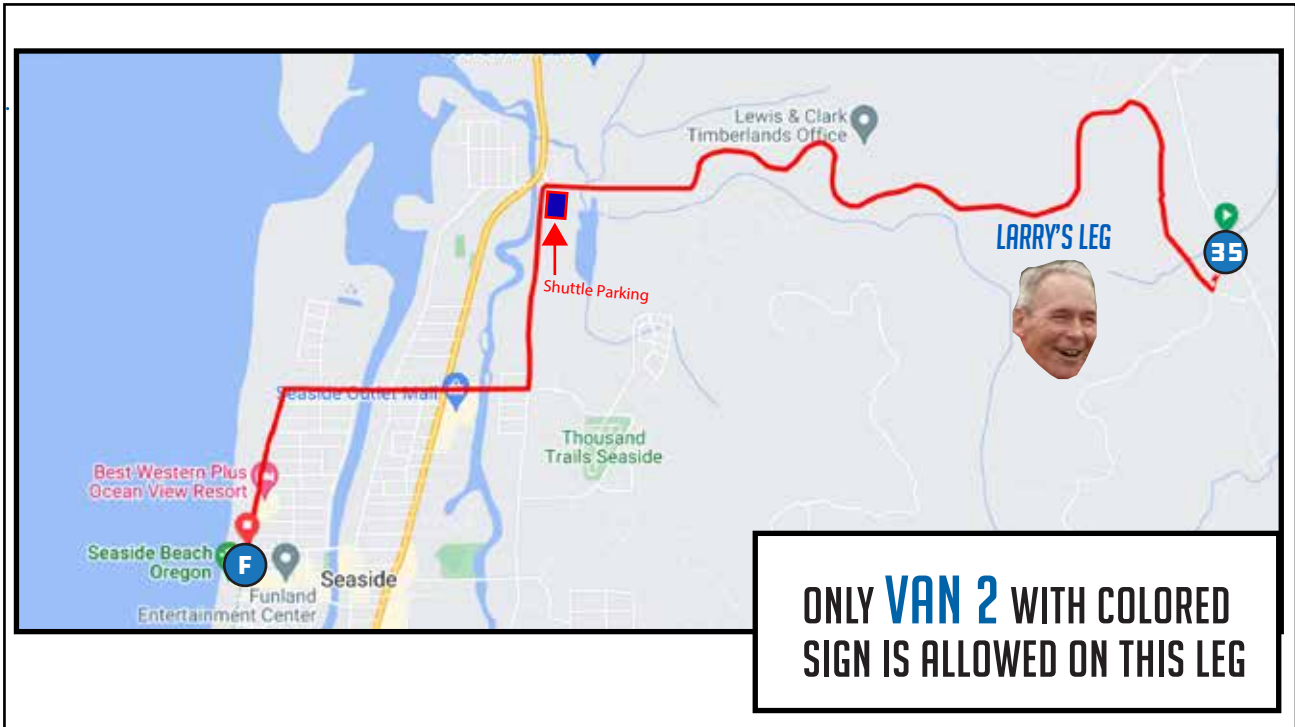 Lewis & Clark
Timberlands Office
LARRY'S LEG
35
Shuttle Parking
Seaside Outlet Mall
Thousand
Trails Seaside
Best Western Plus
Ocean View Resort
Seaside Beach
Oregon
F
Seaside
Funland
Entertainment Center
ONLY VAN 2 WITH COLORED
SIGN IS ALLOWED ON THIS LEG